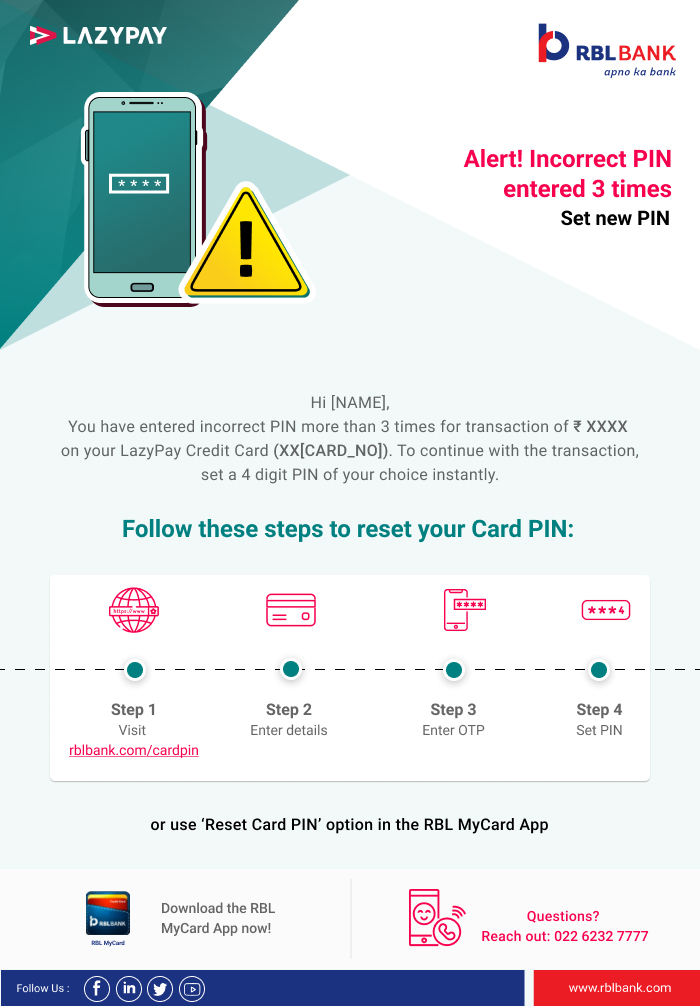 LAZYPAY
RBLBANK
apno ka bank
****
Alert! Incorrect PIN
entered 3 times
Set new PIN
Hi [NAME],
You have entered incorrect PIN more than 3 times for transaction of ₹ XXXX
on your LazyPay Credit Card (XX[CARD_NO]). To continue with the transaction,
set a 4 digit PIN of your choice instantly.
Follow these steps to reset your Card PIN:
https://www
****
***4
Step 1
Visit
rblbank.com/cardpin
Step 2
Enter details
Step 3
Enter OTP
Step 4
Set PIN
or use ‘Reset Card PIN’ option in the RBL MyCard App
RBLBANK
RBL MyCard
Download the RBL
MyCard App now!
Questions?
Reach out: 022 6232 7777
Follow Us :
www.rblbank.com